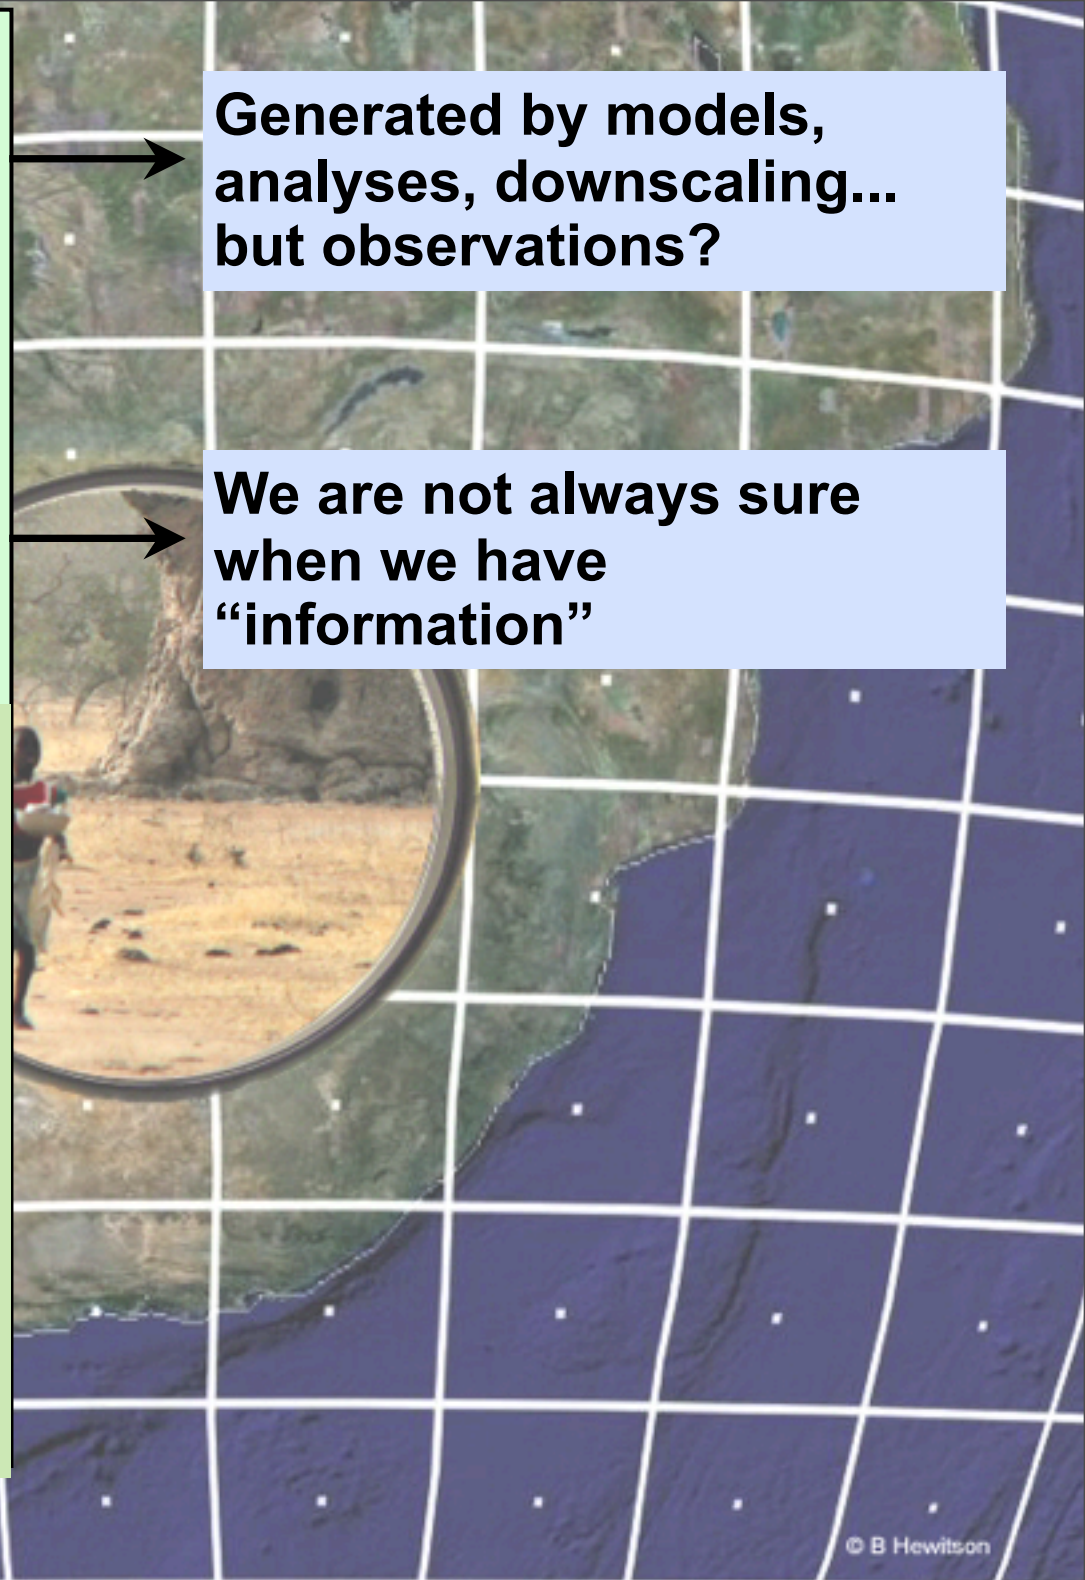 Generated by models,
analyses, downscaling...
but observations?
We are not always sure
when we have
“information”
© B Hewitson